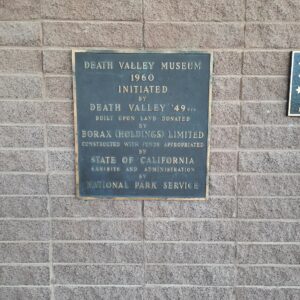 DEATH VALLEY MUSEUM
1960
INITIATED
BY
DEATH VALLEY '49ERS
BUILT UPON LAND DONATED
BY
BORAX (HOLDINGS) LIMITED
CONSTRUCTED WITH FUNDS APPROPRIATED
BY
STATE OF CALIFORNIA
EXHIBITS AND ADMINISTRATION
BY
NATIONAL PARK SERVICE